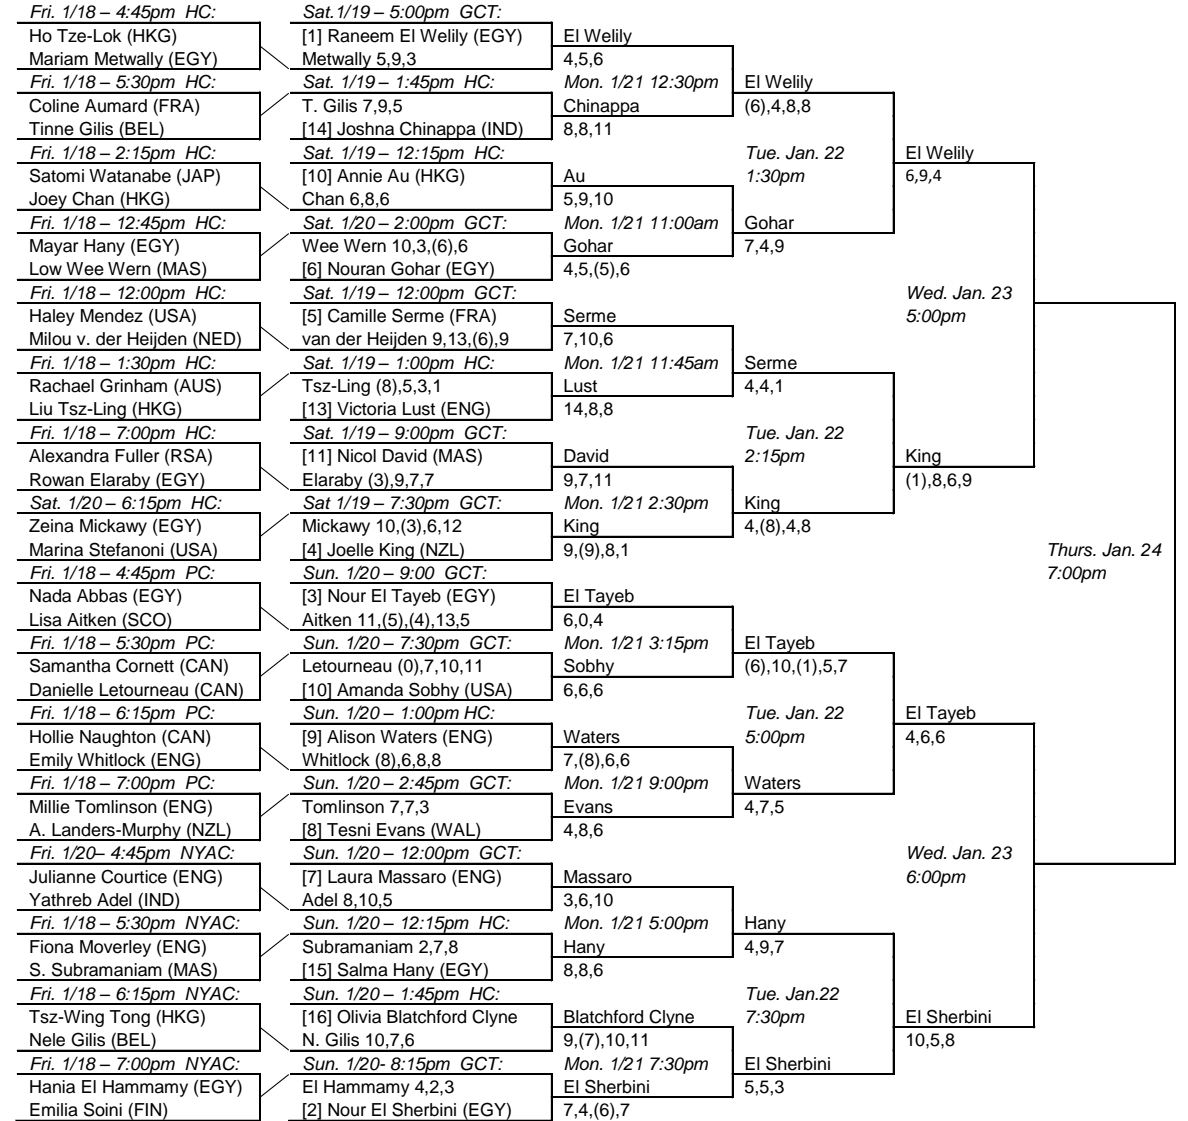 Fri. 1/18 – 4:45pm  HC:
Ho Tze-Lok (HKG)
Mariam Metwally (EGY)
Fri. 1/18 – 5:30pm  HC:
Coline Aumard (FRA)
Tinne Gilis (BEL)
Fri. 1/18 – 2:15pm  HC:
Satomi Watanabe (JAP)
Joey Chan (HKG)
Fri. 1/18 – 12:45pm  HC:
Mayar Hany (EGY)
Low Wee Wern (MAS)
Fri. 1/18 – 12:00pm  HC:
Haley Mendez (USA)
Milou v. der Heijden (NED)
Fri. 1/18 – 1:30pm  HC:
Rachael Grinham (AUS)
Liu Tsz-Ling (HKG)
Fri. 1/18 – 7:00pm  HC:
Alexandra Fuller (RSA)
Rowan Elaraby (EGY)
Sat. 1/20 – 6:15pm  HC:
Zeina Mickawy (EGY)
Marina Stefanoni (USA)
Fri. 1/18 – 4:45pm  PC:
Nada Abbas (EGY)
Lisa Aitken (SCO)
Fri. 1/18 – 5:30pm  PC:
Samantha Cornett (CAN)
Danielle Letourneau (CAN)
Fri. 1/18 – 6:15pm  PC:
Hollie Naughton (CAN)
Emily Whitlock (ENG)
Fri. 1/18 – 7:00pm  PC:
Millie Tomlinson (ENG)
A. Landers-Murphy (NZL)
Fri. 1/20– 4:45pm  NYAC:
Julianne Courtice (ENG)
Yathreb Adel (IND)
Fri. 1/18 – 5:30pm  NYAC:
Fiona Moverley (ENG)
S. Subramaniam (MAS)
Fri. 1/18 – 6:15pm  NYAC:
Tsz-Wing Tong (HKG)
Nele Gilis (BEL)
Fri. 1/18 – 7:00pm  NYAC:
Hania El Hammamy (EGY)
Emilia Soini (FIN)
Sat.1/19 – 5:00pm  GCT:
[1] Raneem El Welily (EGY)
Metwally 5,9,3
Sat. 1/19 – 1:45pm  HC:
T. Gilis 7,9,5
[14] Joshna Chinappa (IND)
Sat. 1/19 – 12:15pm  HC:
[10] Annie Au (HKG)
Chan 6,8,6
Sat. 1/20 – 2:00pm  GCT:
Wee Wern 10,3,(6),6
[6] Nouran Gohar (EGY)
Sat. 1/19 – 12:00pm  GCT:
[5] Camille Serme (FRA)
van der Heijden 9,13,(6),9
Sat. 1/19 – 1:00pm  HC:
Tsz-Ling (8),5,3,1
[13] Victoria Lust (ENG)
Sat. 1/19 – 9:00pm  GCT:
[11] Nicol David (MAS)
Elaraby (3),9,7,7
Sat 1/19 – 7:30pm  GCT:
Mickawy 10,(3),6,12
[4] Joelle King (NZL)
Sun. 1/20 – 9:00  GCT:
[3] Nour El Tayeb (EGY)
Aitken 11,(5),(4),13,5
Sun. 1/20 – 7:30pm  GCT:
Letourneau (0),7,10,11
[10] Amanda Sobhy (USA)
Sun. 1/20 – 1:00pm HC:
[9] Alison Waters (ENG)
Whitlock (8),6,8,8
Sun. 1/20 – 2:45pm  GCT:
Tomlinson 7,7,3
[8] Tesni Evans (WAL)
Sun. 1/20 – 12:00pm  GCT:
[7] Laura Massaro (ENG)
Adel 8,10,5
Sun. 1/20 – 12:15pm  HC:
Subramaniam 2,7,8
[15] Salma Hany (EGY)
Sun. 1/20 – 1:45pm  HC:
[16] Olivia Blatchford Clyne
N. Gilis 10,7,6
Sun. 1/20- 8:15pm  GCT:
El Hammamy 4,2,3
[2] Nour El Sherbini (EGY)
El Welily
4,5,6
Mon. 1/21 12:30pm
Chinappa
8,8,11
Au
5,9,10
Mon. 1/21 11:00am
Gohar
4,5,(5),6
Serme
7,10,6
Mon. 1/21 11:45am
Lust
14,8,8
David
9,7,11
Mon. 1/21 2:30pm
King
9,(9),8,1
El Tayeb
6,0,4
Mon. 1/21 3:15pm
Sobhy
6,6,6
Waters
7,(8),6,6
Mon. 1/21 9:00pm
Evans
4,8,6
Massaro
3,6,10
Mon. 1/21 5:00pm
Hany
8,8,6
Blatchford Clyne
9,(7),10,11
Mon. 1/21 7:30pm
El Sherbini
7,4,(6),7
El Welily
(6),4,8,8
Tue. Jan. 22
1:30pm
Gohar
7,4,9
Serme
4,4,1
Tue. Jan. 22
2:15pm
King
4,(8),4,8
El Tayeb
(6),10,(1),5,7
Tue. Jan. 22
5:00pm
Waters
4,7,5
Hany
4,9,7
Tue. Jan.22
7:30pm
El Sherbini
5,5,3
El Welily
6,9,4
Wed. Jan. 23
5:00pm
King
(1),8,6,9
El Tayeb
4,6,6
Wed. Jan. 23
6:00pm
El Sherbini
10,5,8
Thurs. Jan. 24
7:00pm